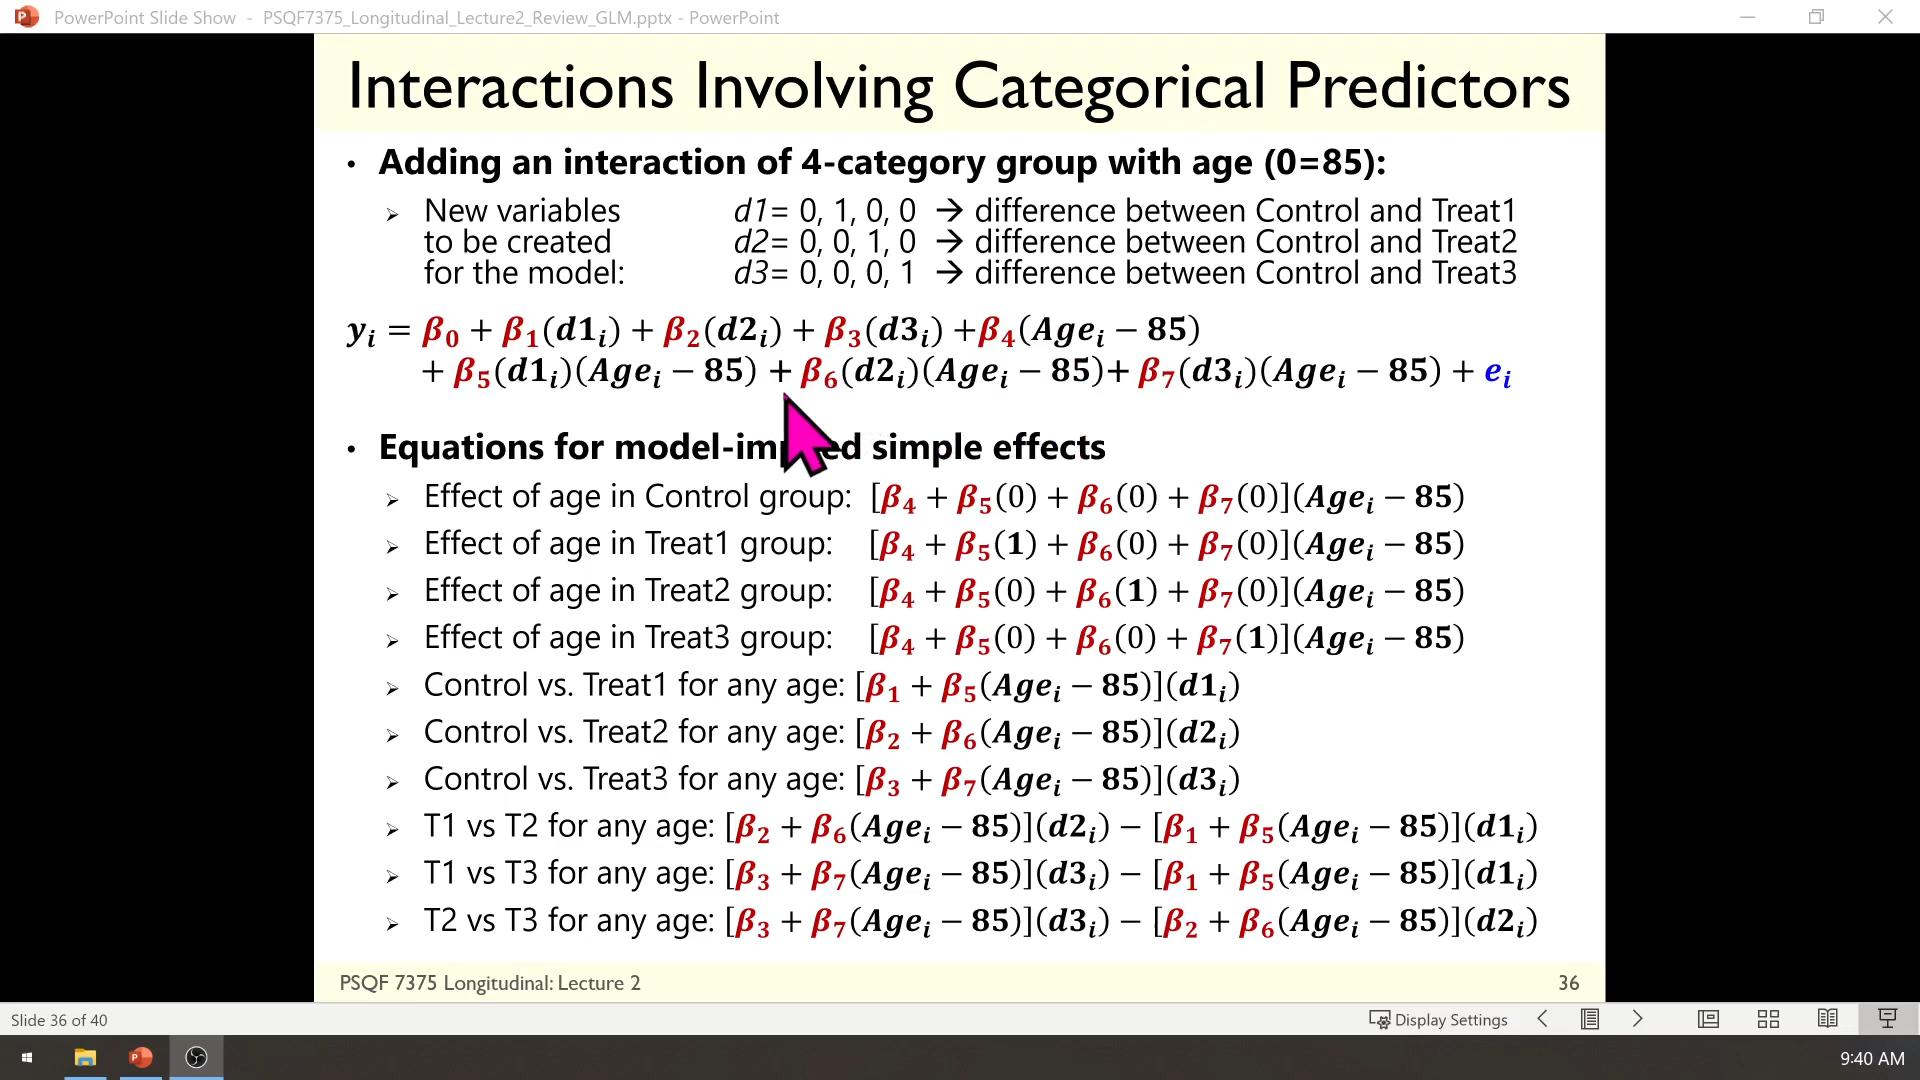 PowerPoint Slide Show - PSQF7375_Longitudinal_Lecture2_Review_GLM.pptx - PowerPoint
Interactions Involving Categorical Predictors
• Adding an interaction of 4-category group with age (0=85):
➢ New variables d1= 0, 1, 0, 0 → difference between Control and Treat1
to be created d2= 0, 0, 1, 0 → difference between Control and Treat2
for the model: d3= 0, 0, 0, 1 → difference between Control and Treat3
yᵢ = β₀ + β₁(d1ᵢ) + β₂(d2ᵢ) + β₃(d3ᵢ) +β₄(Ageᵢ − 85)
+ β₅(d1ᵢ)(Ageᵢ − 85) + β₆(d2ᵢ)(Ageᵢ − 85)+ β₇(d3ᵢ)(Ageᵢ − 85) + eᵢ
• Equations for simple effects
➢ Effect of age in Control group: [β₄ + β₅(0) + β₆(0) + β₇(0)](Ageᵢ − 85)
➢ Effect of age in Treat1 group: [β₄ + β₅(1) + β₆(0) + β₇(0)](Ageᵢ − 85)
➢ Effect of age in Treat2 group: [β₄ + β₅(0) + β₆(1) + β₇(0)](Ageᵢ − 85)
➢ Effect of age in Treat3 group: [β₄ + β₅(0) + β₆(0) + β₇(1)](Ageᵢ − 85)
➢ Control vs. Treat1 for any age: [β₁ + β₅(Ageᵢ − 85)](d1ᵢ)
➢ Control vs. Treat2 for any age: [β₂ + β₆(Ageᵢ − 85)](d2ᵢ)
➢ Control vs. Treat3 for any age: [β₃ + β₇(Ageᵢ − 85)](d3ᵢ)
➢ T1 vs T2 for any age: [β₂ + β₆(Ageᵢ − 85)](d2ᵢ) − [β₁ + β₅(Ageᵢ − 85)](d1ᵢ)
➢ T1 vs T3 for any age: [β₃ + β₇(Ageᵢ − 85)](d3ᵢ) − [β₁ + β₅(Ageᵢ − 85)](d1ᵢ)
➢ T2 vs T3 for any age: [β₃ + β₇(Ageᵢ − 85)](d3ᵢ) − [β₂ + β₆(Ageᵢ − 85)](d2ᵢ)
PSQF 7375 Longitudinal: Lecture 2 36
Slide 36 of 40 Display Settings
9:40 AM